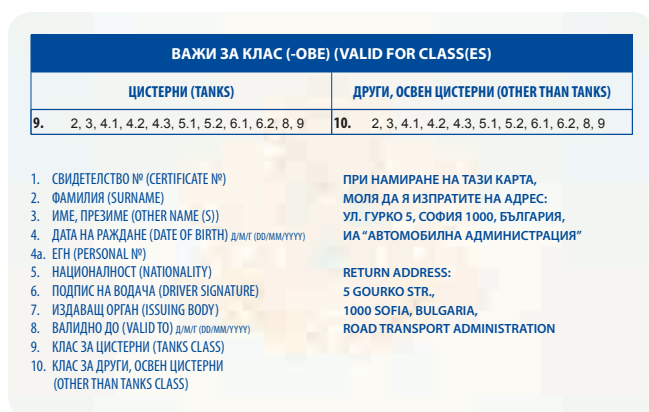 ВАЖИ ЗА КЛАС (-ОВЕ) (VALID FOR CLASS(ES)
ЦИСТЕРНИ (TANKS)
ДРУГИ, ОСВЕН ЦИСТЕРНИ (OTHER THAN TANKS)
9. 2, 3, 4.1, 4.2, 4.3, 5.1, 5.2, 6.1, 6.2, 8, 9
10. 2, 3, 4.1, 4.2, 4.3, 5.1, 5.2, 6.1, 6.2, 8, 9
1. СВИДЕТЕЛСТВО № (CERTIFICATE №)
2. ФАМИЛИЯ (SURNAME)
3. ИМЕ, ПРЕЗИМЕ (OTHER NAME (S))
4. ДАТА НА РАЖДАНЕ (DATE OF BIRTH) Д/М/Г (DD/MM/YYYY)
4а. ЕГН (PERSONAL №)
5. НАЦИОНАЛНОСТ (NATIONALITY)
6. ПОДПИС НА ВОДАЧА (DRIVER SIGNATURE)
7. ИЗДАВАЩ ОРГАН (ISSUING BODY)
8. ВАЛИДНО ДО (VALID TO) Д/М/Г (DD/MM/YYYY)
9. КЛАС ЗА ЦИСТЕРНИ (TANKS CLASS)
10. КЛАС ЗА ДРУГИ, ОСВЕН ЦИСТЕРНИ
(OTHER THAN TANKS CLASS)
ПРИ НАМИРАНЕ НА ТАЗИ КАРТА,
МОЛЯ ДА Я ИЗПРАТИТЕ НА АДРЕС:
УЛ. ГУРКО 5, СОФИЯ 1000, БЪЛГАРИЯ,
ИА “АВТОМОБИЛНА АДМИНИСТРАЦИЯ”
RETURN ADDRESS:
5 GOURKO STR.,
1000 SOFIA, BULGARIA,
ROAD TRANSPORT ADMINISTRATION